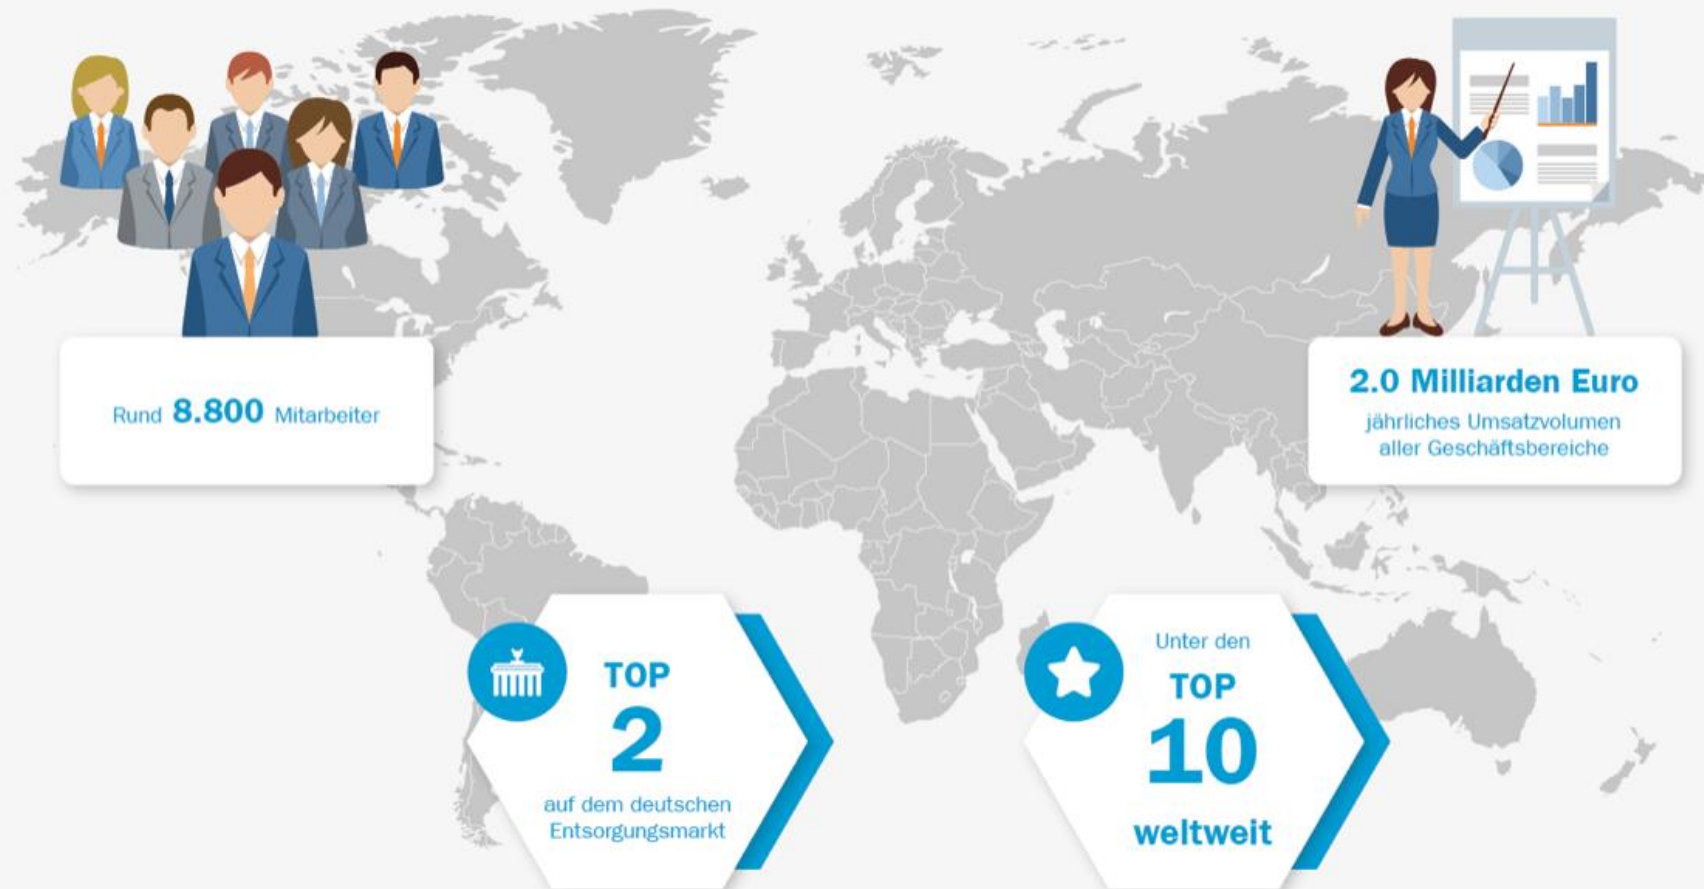 Rund 8.800 Mitarbeiter
2.0 Milliarden Euro
jährliches Umsatzvolumen
aller Geschäftsbereiche
TOP
2
auf dem deutschen
Entsorgungsmarkt
Unter den
TOP
10
weltweit